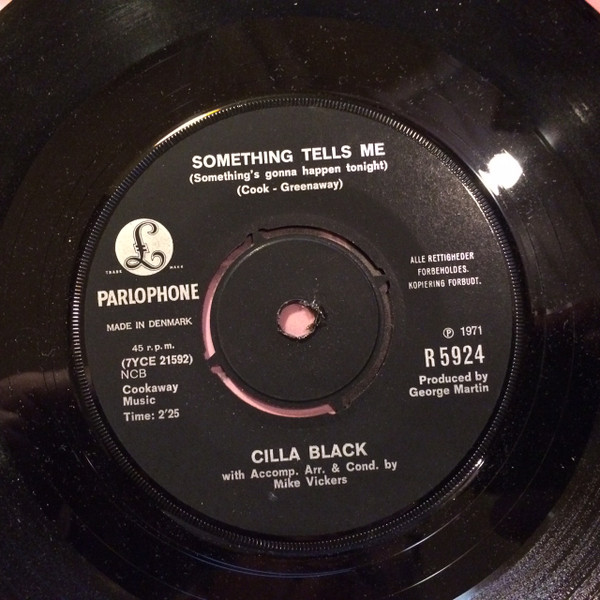 SOMETHING TELLS ME
(Something's gonna happen tonight)
(Cook - Greenaway)
£
TRADE MARK
PARLOPHONE
MADE IN DENMARK
45 r.p.m.
(7YCE 21592)
NCB
Cookaway
Music
Time: 2'25
ALLE RETTIGHEDER
FORBEHOLDES.
KOPIERING FORBUDT.
℗ 1971
R 5924
Produced by
George Martin
CILLA BLACK
with Accomp. Arr. & Cond. by
Mike Vickers